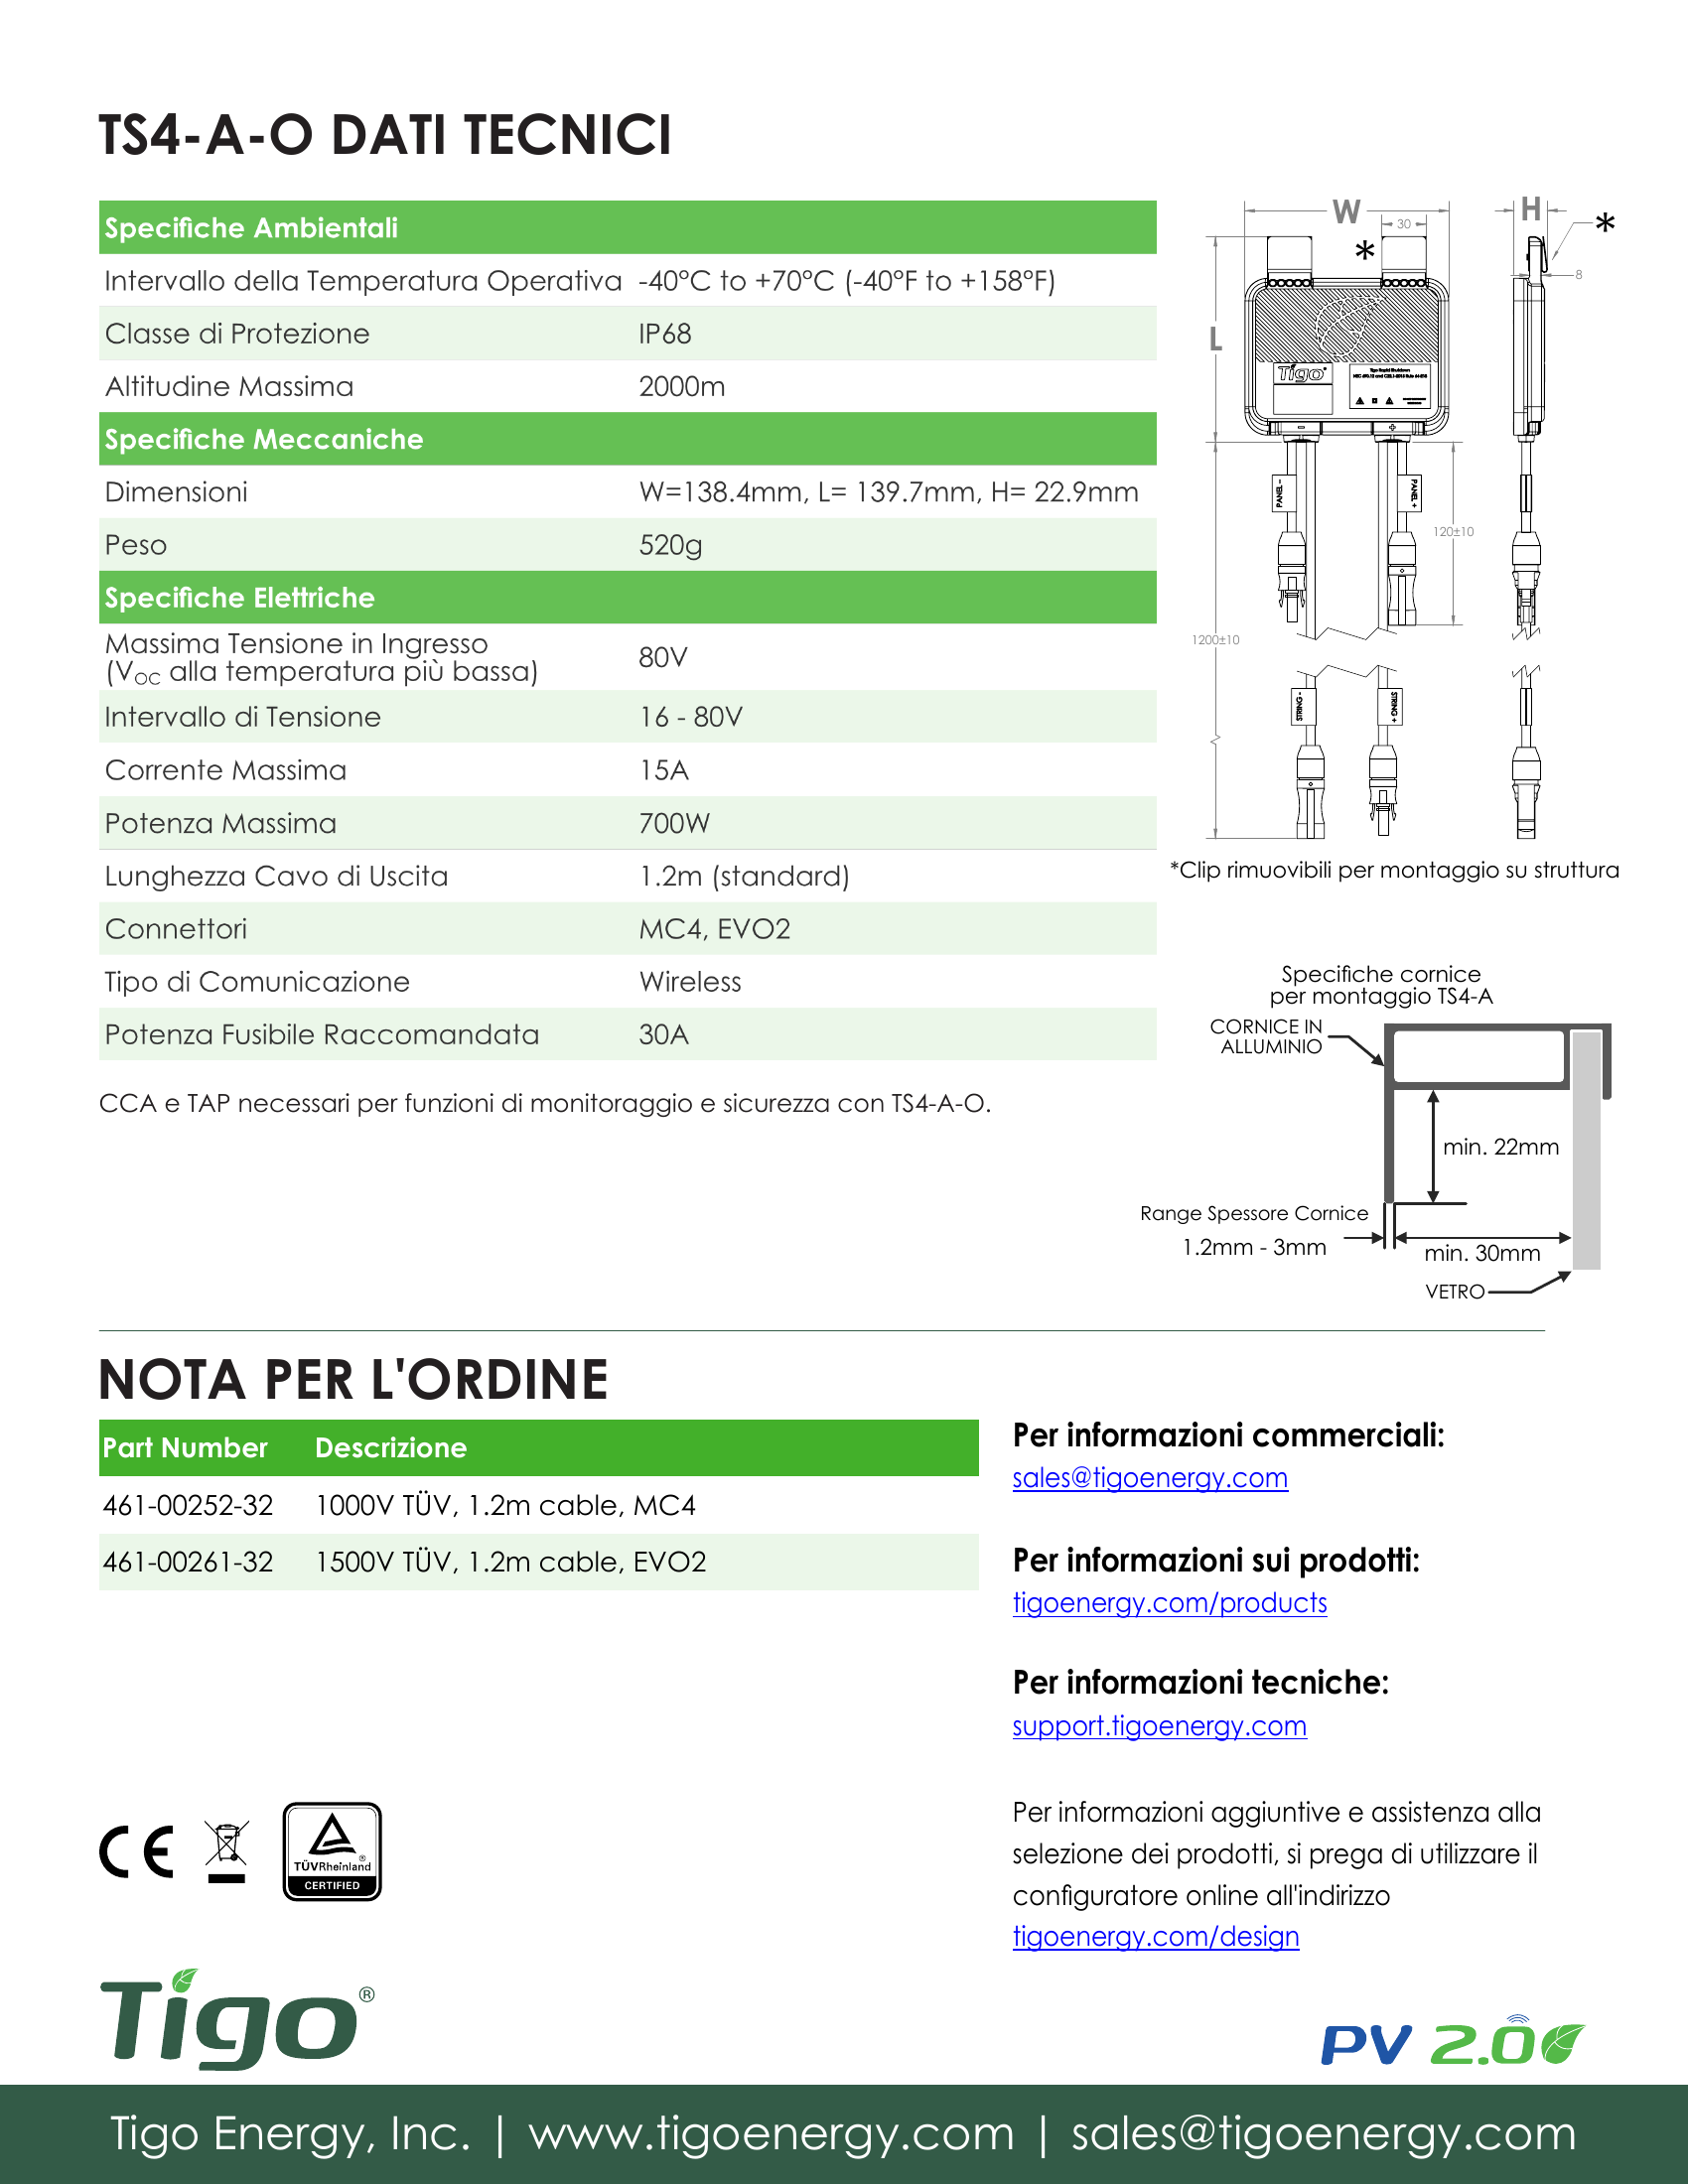 TS4-A-O DATI TECNICI
Specifiche Ambientali
Intervallo della Temperatura Operativa -40°C to +70°C (-40°F to +158°F)
Classe di Protezione IP68
Altitudine Massima 2000m
Specifiche Meccaniche
Dimensioni W=138.4mm, L= 139.7mm, H= 22.9mm
Peso 520g
Specifiche Elettriche
Massima Tensione in Ingresso
(VOC alla temperatura più bassa) 80V
Intervallo di Tensione 16 - 80V
Corrente Massima 15A
Potenza Massima 700W
Lunghezza Cavo di Uscita 1.2m (standard)
Connettori MC4, EVO2
Tipo di Comunicazione Wireless
Potenza Fusibile Raccomandata 30A
CCA e TAP necessari per funzioni di monitoraggio e sicurezza con TS4-A-O.
W
H
*
30
*
8
L
Tigo
- +
PANEL -
PANEL +
120±10
1200±10
STRING -
STRING +
*Clip rimuovibili per montaggio su struttura
Specifiche cornice
per montaggio TS4-A
CORNICE IN
ALLUMINIO
min. 22mm
Range Spessore Cornice
1.2mm - 3mm
min. 30mm
VETRO
NOTA PER L'ORDINE
Part Number Descrizione
461-00252-32 1000V TÜV, 1.2m cable, MC4
461-00261-32 1500V TÜV, 1.2m cable, EVO2
Per informazioni commerciali:
sales@tigoenergy.com
Per informazioni sui prodotti:
tigoenergy.com/products
Per informazioni tecniche:
support.tigoenergy.com
Per informazioni aggiuntive e assistenza alla
selezione dei prodotti, si prega di utilizzare il
configuratore online all'indirizzo
tigoenergy.com/design
CE
TÜVRheinland®
CERTIFIED
Tigo®
PV 2.0
Tigo Energy, Inc. | www.tigoenergy.com | sales@tigoenergy.com